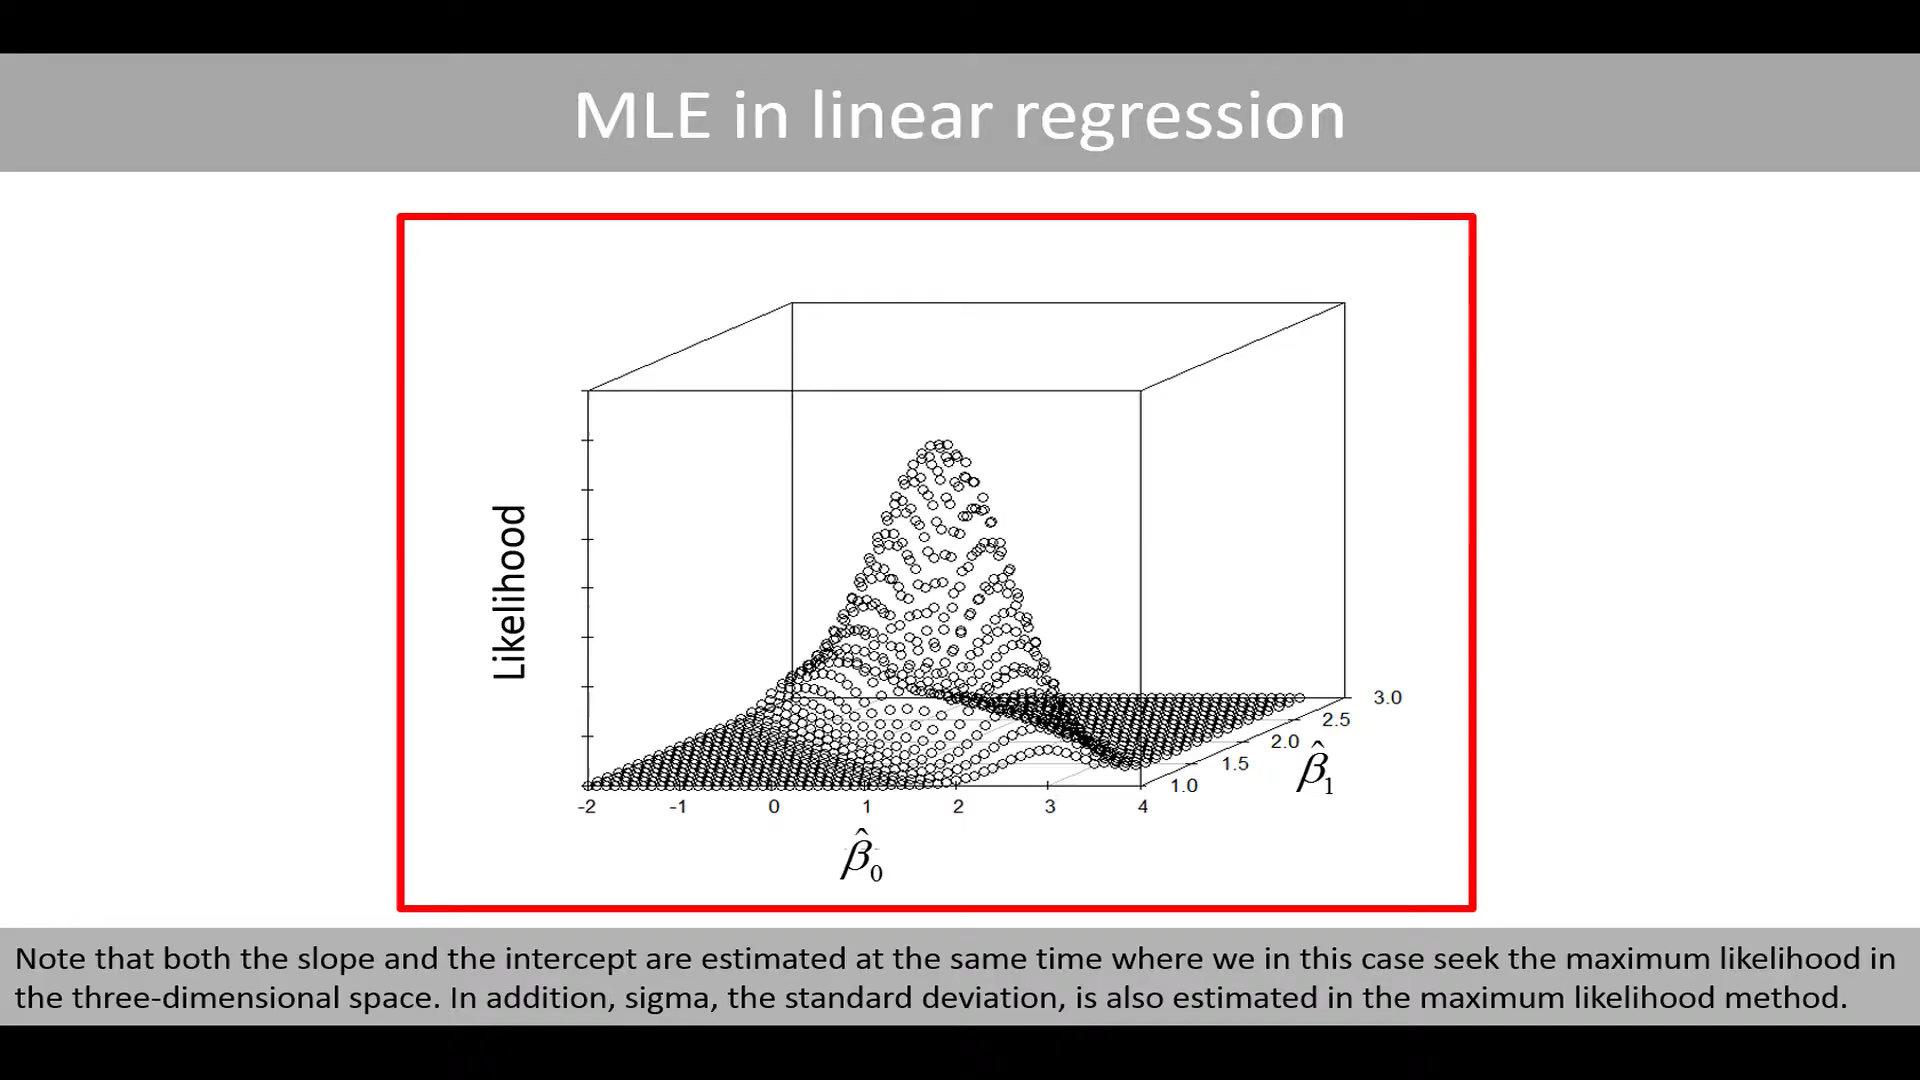 MLE in linear regression
Likelihood
3.0
2.5
2.0
1.5
1.0
β̂₁
-2 -1 0 1 2 3 4
β̂₀
Note that both the slope and the intercept are estimated at the same time where we in this case seek the maximum likelihood in
the three-dimensional space. In addition, sigma, the standard deviation, is also estimated in the maximum likelihood method.